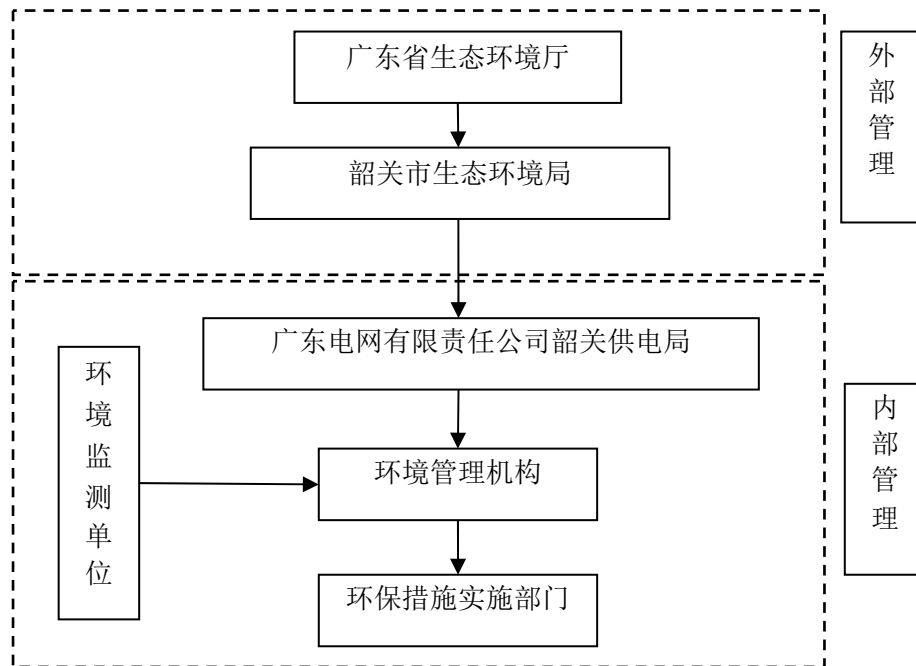 广东省生态环境厅
外部管理
韶关市生态环境局
广东电网有限责任公司韶关供电局
环境监测单位
内部管理
环境管理机构
环保措施实施部门